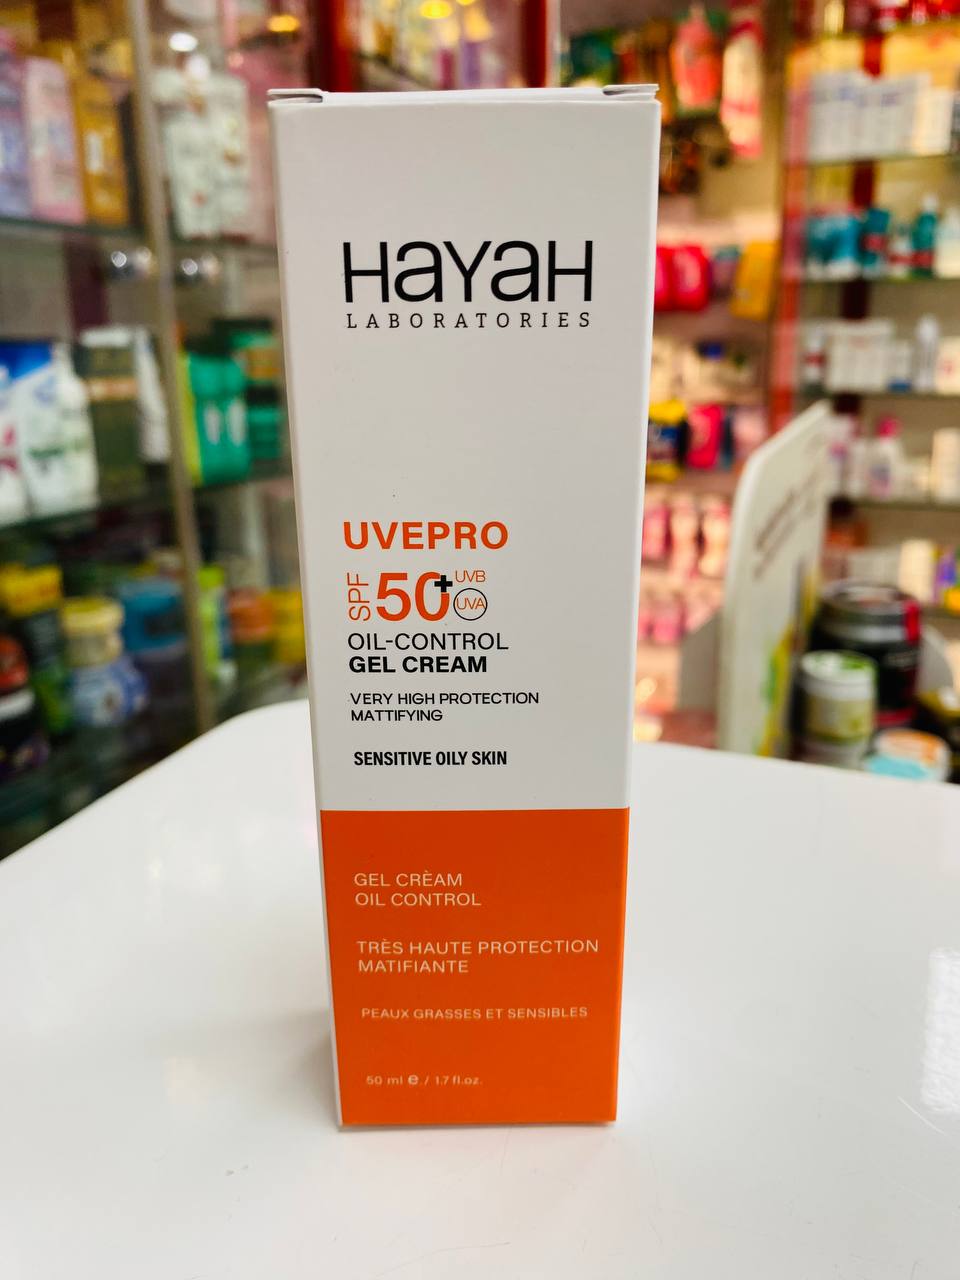 HAYAH
LABORATORIES
UVEPRO
SPF 50+ UVB UVA
OIL-CONTROL
GEL CREAM
VERY HIGH PROTECTION
MATTIFYING
SENSITIVE OILY SKIN
GEL CRÈAM
OIL CONTROL
TRÈS HAUTE PROTECTION
MATIFIANTE
PEAUX GRASSES ET SENSIBLES
50 ml e / 1.7 fl.oz.